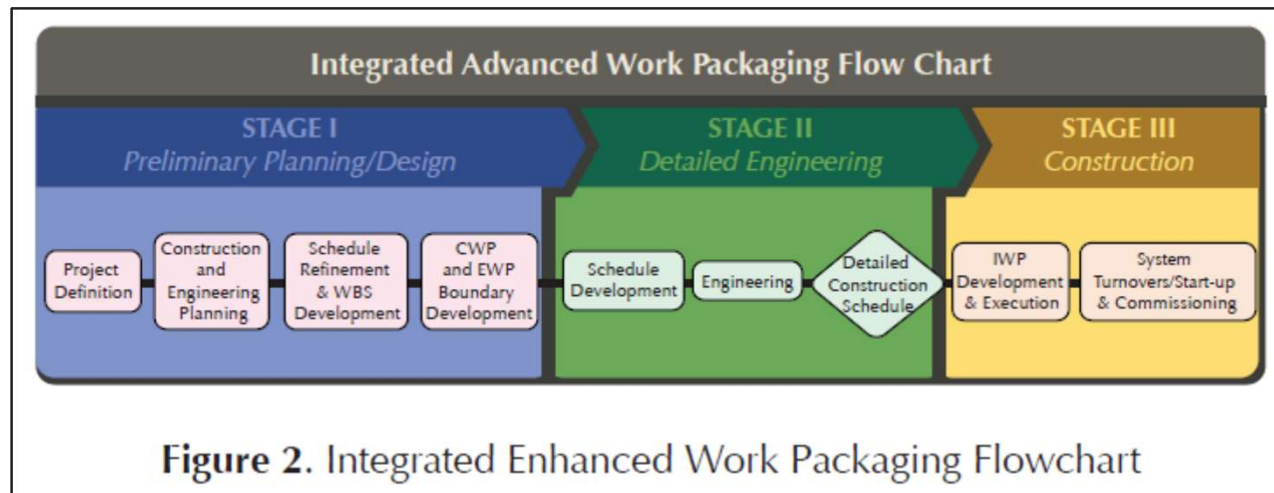 Integrated Advanced Work Packaging Flow Chart
STAGE I
Preliminary Planning/Design
STAGE II
Detailed Engineering
STAGE III
Construction
Project
Definition
Construction
and
Engineering
Planning
Schedule
Refinement
& WBS
Development
CWP
and EWP
Boundary
Development
Schedule
Development
Engineering
Detailed
Construction
Schedule
IWP
Development
& Execution
System
Turnovers/Start-up
& Commissioning
Figure 2. Integrated Enhanced Work Packaging Flowchart